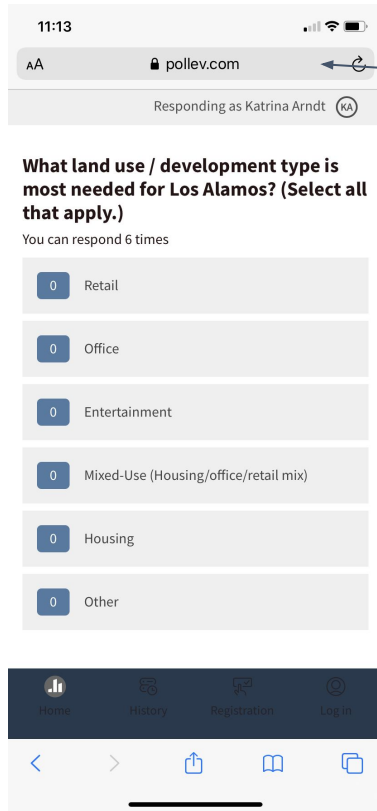 11:13
AA pollev.com
Responding as Katrina Arndt KA
What land use / development type is
most needed for Los Alamos? (Select all
that apply.)
You can respond 6 times
0 Retail
0 Office
0 Entertainment
0 Mixed-Use (Housing/office/retail mix)
0 Housing
0 Other
Home History Registration Log in